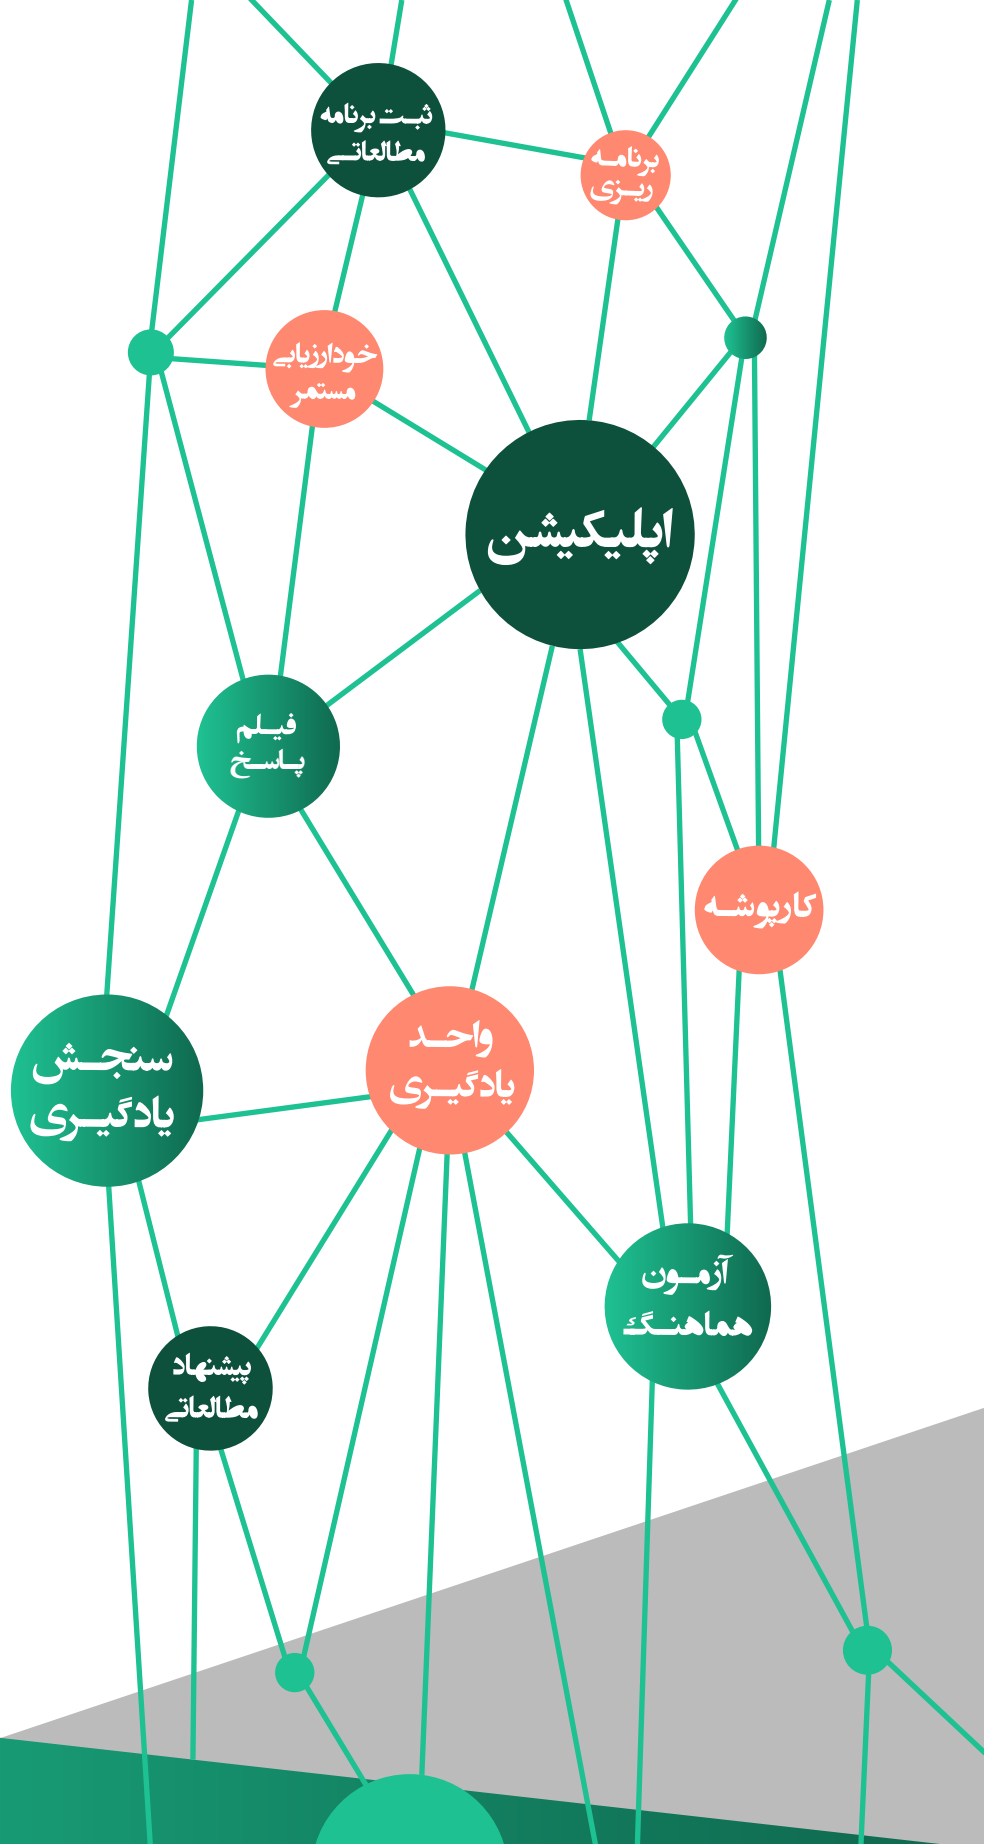 ثبت برنامه
مطالعاتی
برنامه
ریزی
خودارزیابی
مستمر
اپلیکیشن
فیلم
پاسخ
کارپوشه
واحد
یادگیری
سنجش
یادگیری
آزمون
هماهنگ
پیشنهاد
مطالعاتی